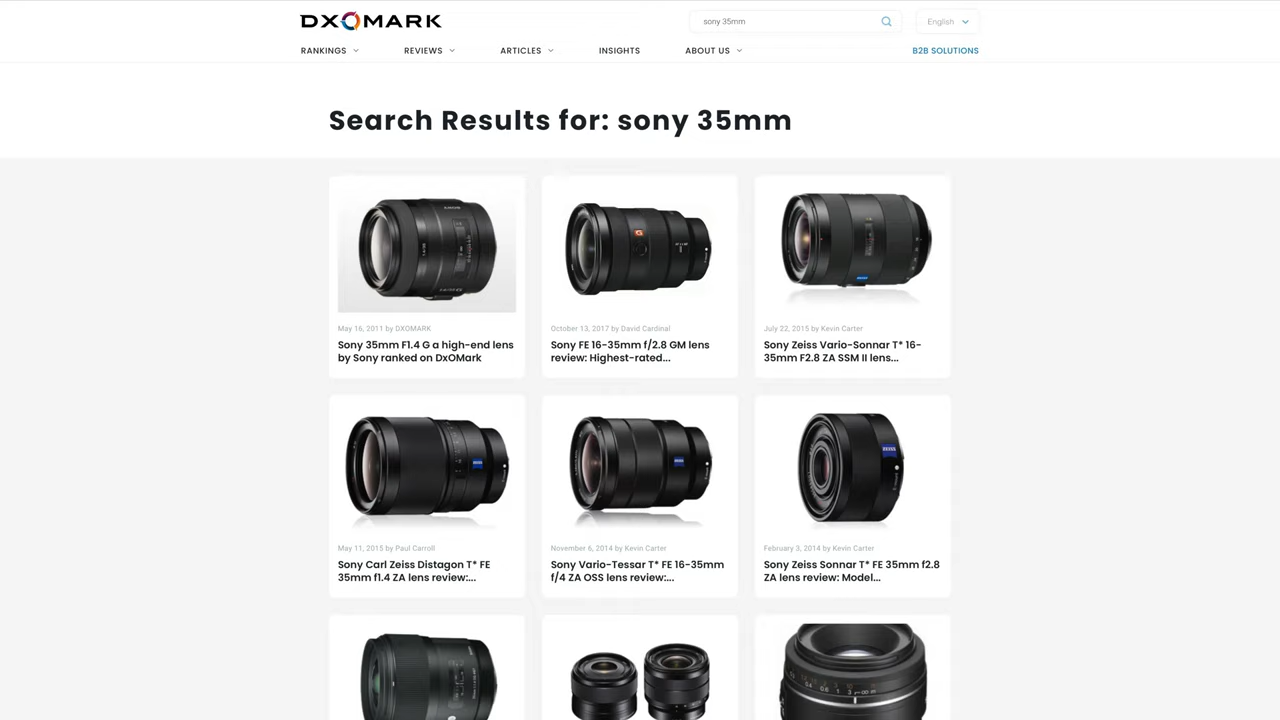 DXOMARK
sony 35mm
English
RANKINGS
REVIEWS
ARTICLES
INSIGHTS
ABOUT US
B2B SOLUTIONS
Search Results for: sony 35mm
May 16, 2011 by DXOMARK
Sony 35mm F1.4 G a high-end lens
by Sony ranked on DxOMark
October 13, 2017 by David Cardinal
Sony FE 16-35mm f/2.8 GM lens
review: Highest-rated...
July 22, 2015 by Kevin Carter
Sony Zeiss Vario-Sonnar T* 16-
35mm F2.8 ZA SSM II lens...
May 11, 2015 by Paul Carroll
Sony Carl Zeiss Distagon T* FE
35mm f1.4 ZA lens review:...
November 6, 2014 by Kevin Carter
Sony Vario-Tessar T* FE 16-35mm
f/4 ZA OSS lens review:...
February 3, 2014 by Kevin Carter
Sony Zeiss Sonnar T* FE 35mm f2.8
ZA lens review: Model...